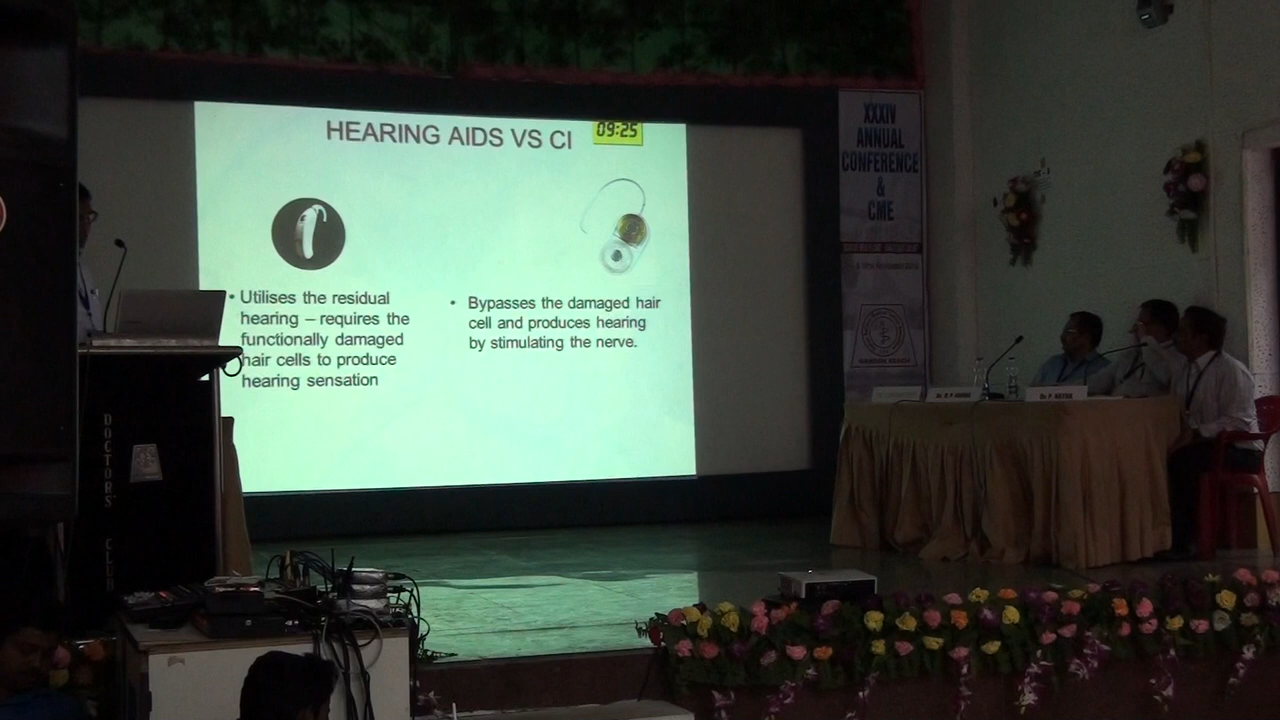 HEARING AIDS VS CI
09:25
• Utilises the residual
hearing – requires the
functionally damaged
hair cells to produce
hearing sensation
• Bypasses the damaged hair
cell and produces hearing
by stimulating the nerve.
XXXIV
ANNUAL
CONFERENCE
&
CME
DOCTORS' CLUB
Dr. P. NAYAK